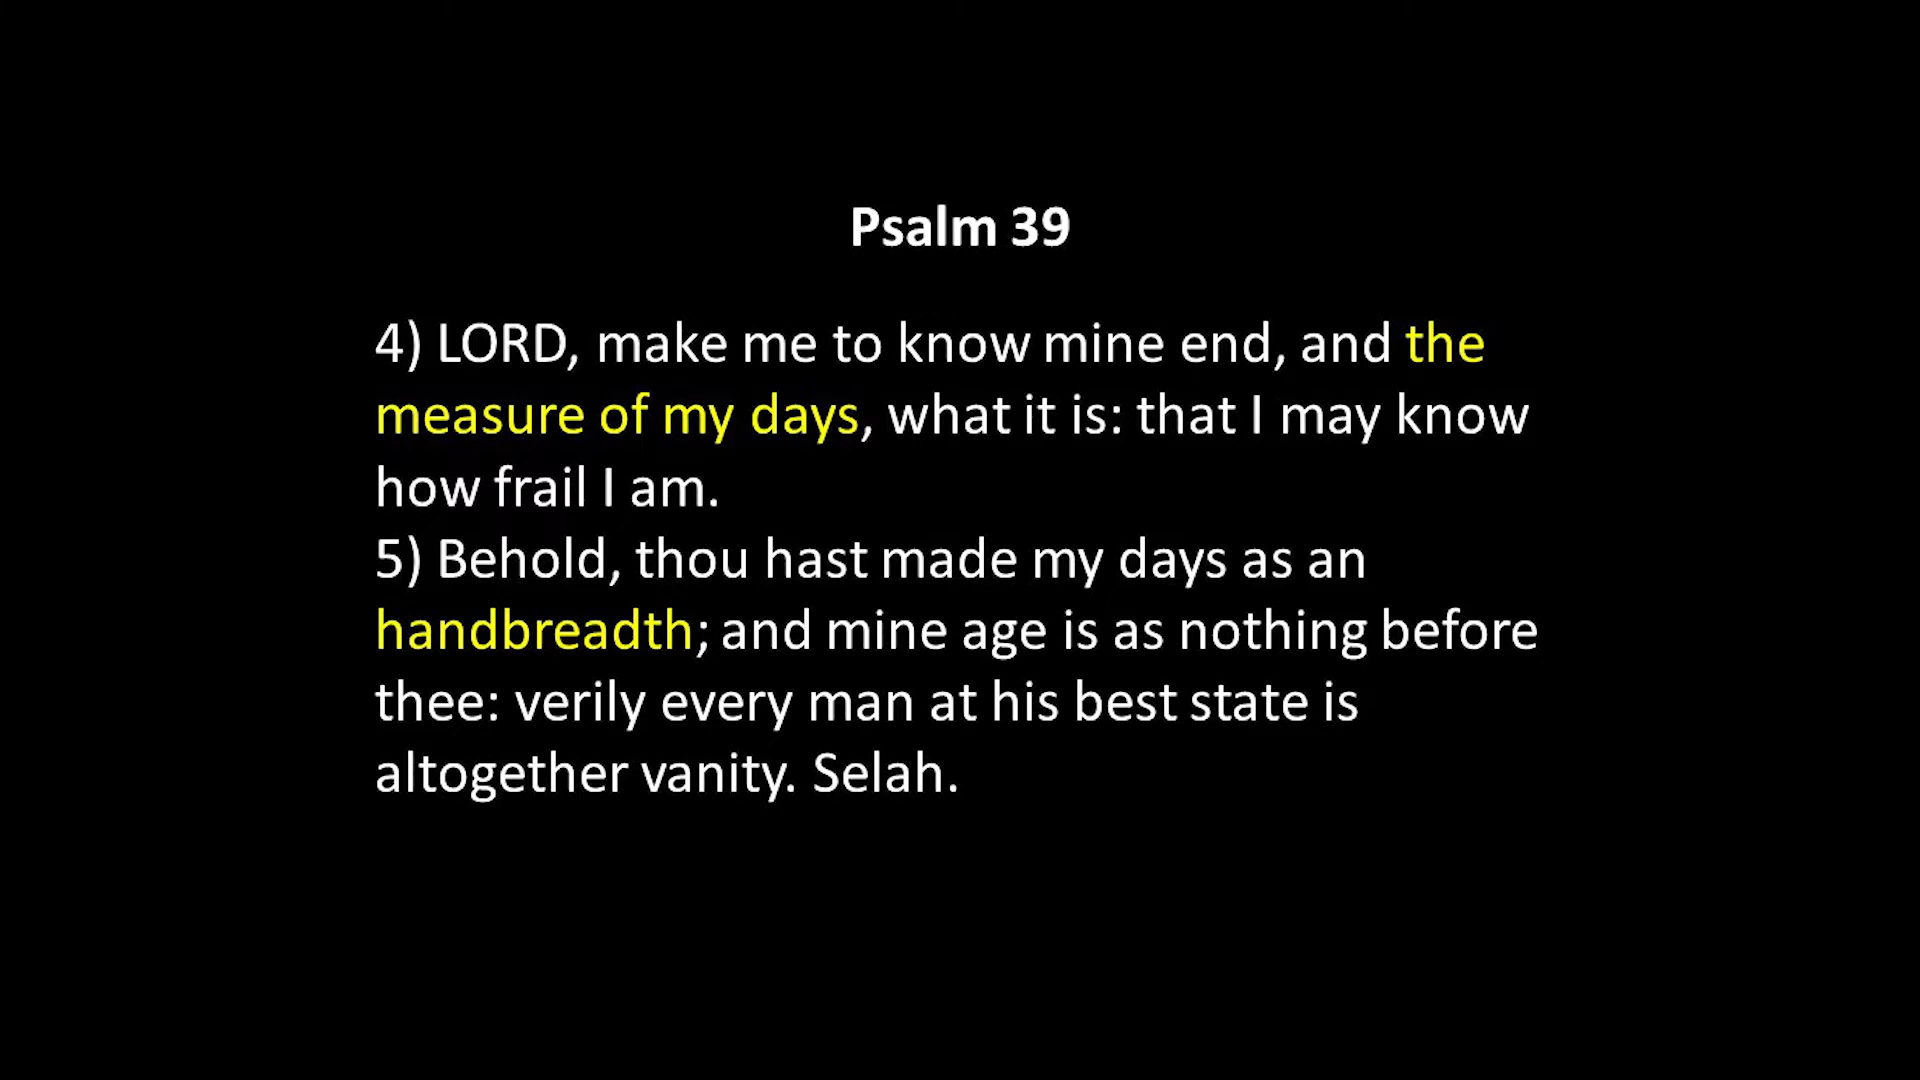 Psalm 39
4) LORD, make me to know mine end, and the
measure of my days, what it is: that I may know
how frail I am.
5) Behold, thou hast made my days as an
handbreadth; and mine age is as nothing before
thee: verily every man at his best state is
altogether vanity. Selah.